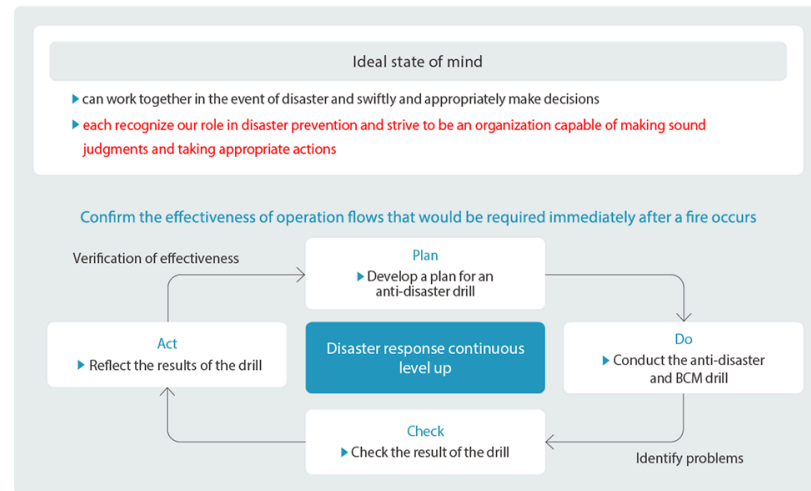 Ideal state of mind
can work together in the event of disaster and swiftly and appropriately make decisions
each recognize our role in disaster prevention and strive to be an organization capable of making sound
judgments and taking appropriate actions
Confirm the effectiveness of operation flows that would be required immediately after a fire occurs
Verification of effectiveness
Plan
Develop a plan for an
anti-disaster drill
Act
Reflect the results of the drill
Disaster response continuous
level up
Do
Conduct the anti-disaster
and BCM drill
Check
Check the result of the drill
Identify problems